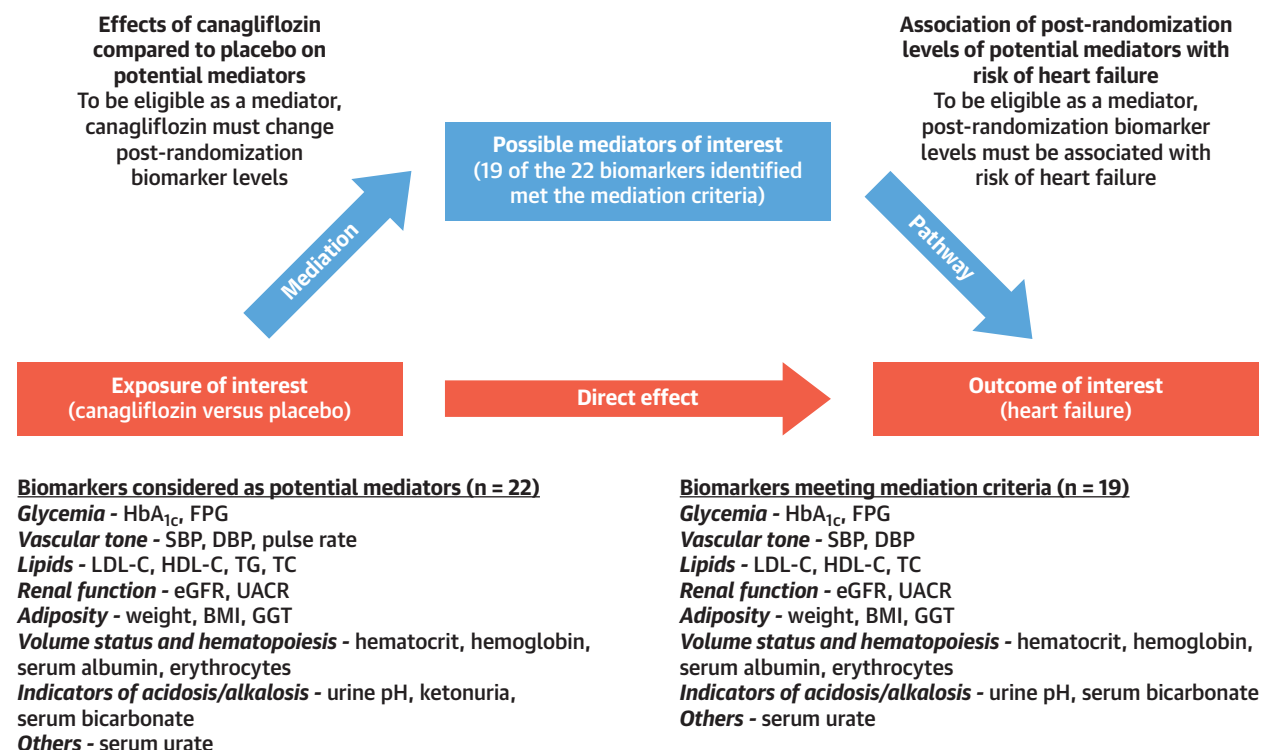 Effects of canagliflozin
compared to placebo on
potential mediators
To be eligible as a mediator,
canagliflozin must change
post-randomization
biomarker levels
Association of post-randomization
levels of potential mediators with
risk of heart failure
To be eligible as a mediator,
post-randomization biomarker
levels must be associated with
risk of heart failure
Possible mediators of interest
(19 of the 22 biomarkers identified
met the mediation criteria)
Mediation
Pathway
Exposure of interest
(canagliflozin versus placebo)
Direct effect
Outcome of interest
(heart failure)
Biomarkers considered as potential mediators (n = 22)
Glycemia - HbA1c, FPG
Vascular tone - SBP, DBP, pulse rate
Lipids - LDL-C, HDL-C, TG, TC
Renal function - eGFR, UACR
Adiposity - weight, BMI, GGT
Volume status and hematopoiesis - hematocrit, hemoglobin,
serum albumin, erythrocytes
Indicators of acidosis/alkalosis - urine pH, ketonuria,
serum bicarbonate
Others - serum urate
Biomarkers meeting mediation criteria (n = 19)
Glycemia - HbA1c, FPG
Vascular tone - SBP, DBP
Lipids - LDL-C, HDL-C, TC
Renal function - eGFR, UACR
Adiposity - weight, BMI, GGT
Volume status and hematopoiesis - hematocrit, hemoglobin,
serum albumin, erythrocytes
Indicators of acidosis/alkalosis - urine pH, serum bicarbonate
Others - serum urate